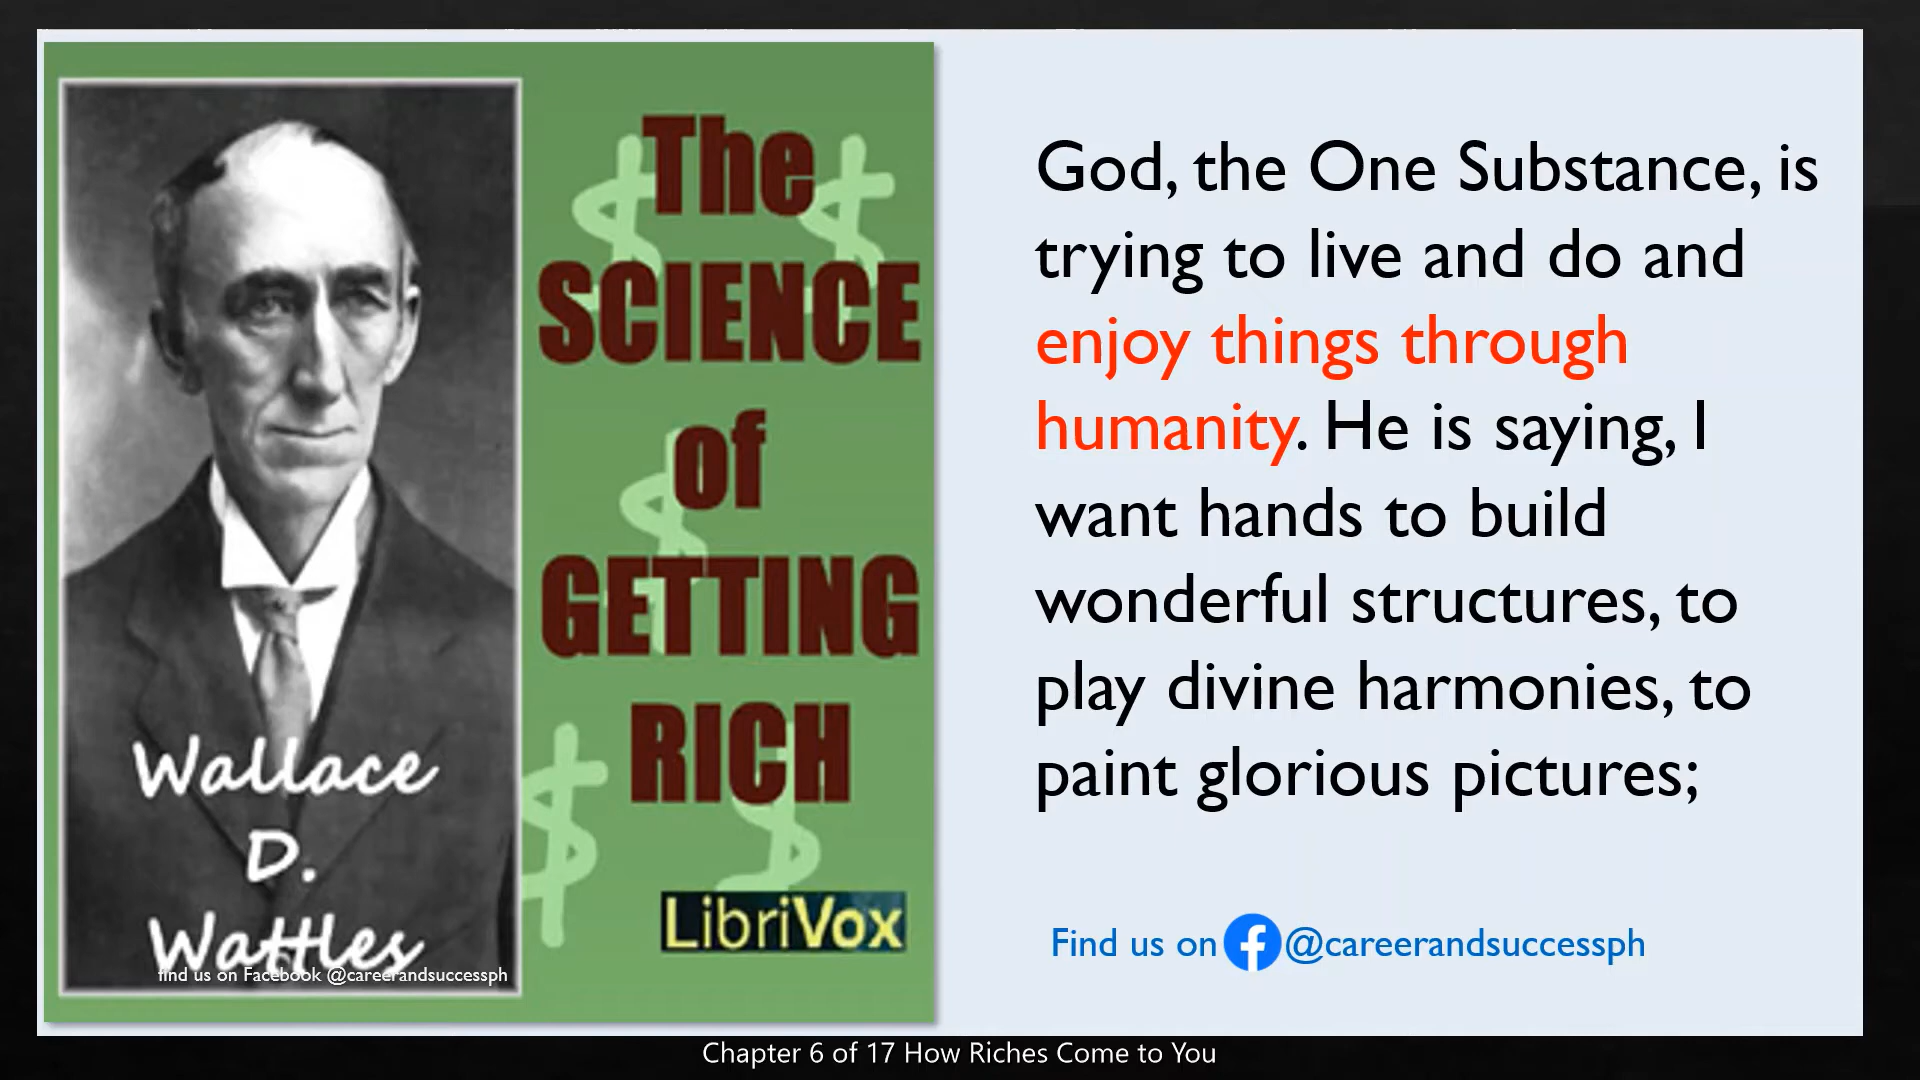 The
SCIENCE
of
GETTING
RICH
Wallace
D.
Wattles
find us on Facebook @careerandsuccessph
LibriVox
God, the One Substance, is
trying to live and do and
enjoy things through
humanity. He is saying, I
want hands to build
wonderful structures, to
play divine harmonies, to
paint glorious pictures;
Find us on @careerandsuccessph
Chapter 6 of 17 How Riches Come to You